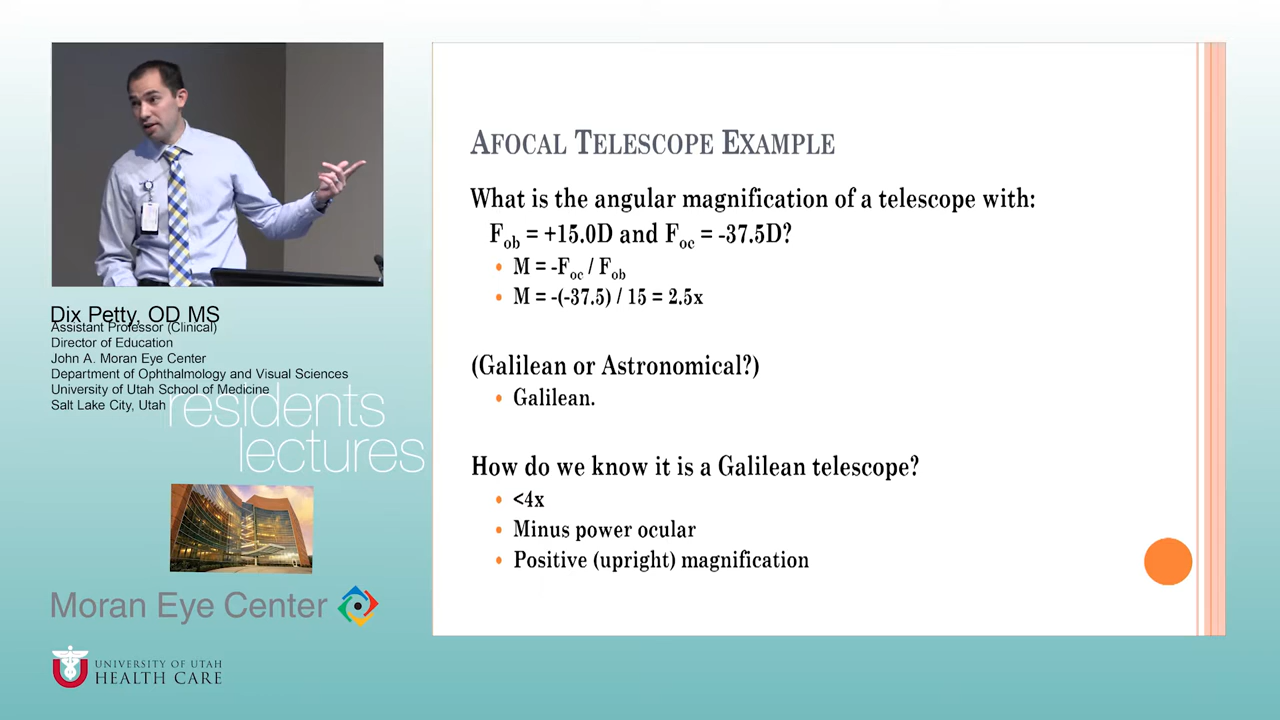 Dix Petty, OD MS
Assistant Professor (Clinical)
Director of Education
John A. Moran Eye Center
Department of Ophthalmology and Visual Sciences
University of Utah School of Medicine
Salt Lake City, Utah
residents
lectures
Moran Eye Center
UNIVERSITY OF UTAH
HEALTH CARE
AFOCAL TELESCOPE EXAMPLE
What is the angular magnification of a telescope with:
Fob = +15.0D and Foc = -37.5D?
• M = -Foc / Fob
• M = -(-37.5) / 15 = 2.5x
(Galilean or Astronomical?)
• Galilean.
How do we know it is a Galilean telescope?
• <4x
• Minus power ocular
• Positive (upright) magnification